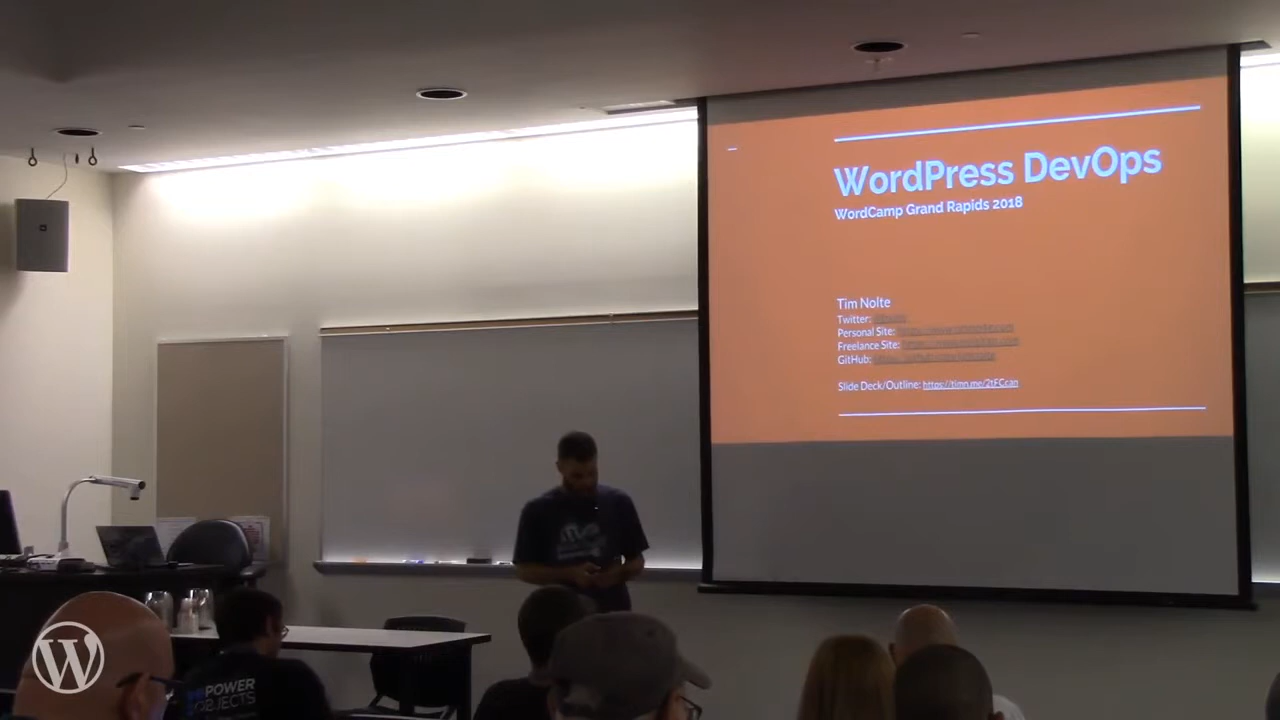 WordPress DevOps
WordCamp Grand Rapids 2018
Tim Nolte
Twitter:
Personal Site:
Freelance Site:
GitHub:
Slide Deck/Outline: https://timn.me/2tFCcan
POWER
OBJECTS